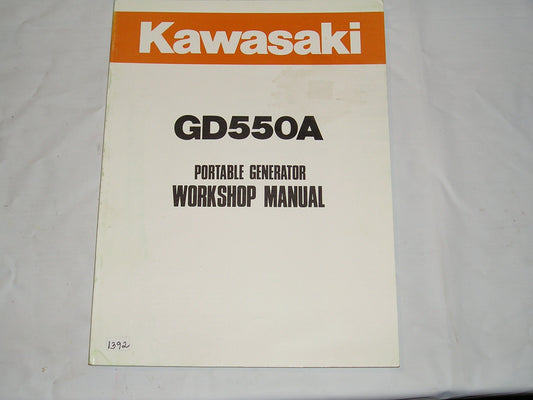 Kawasaki
GD550A
PORTABLE GENERATOR
WORKSHOP MANUAL
1392